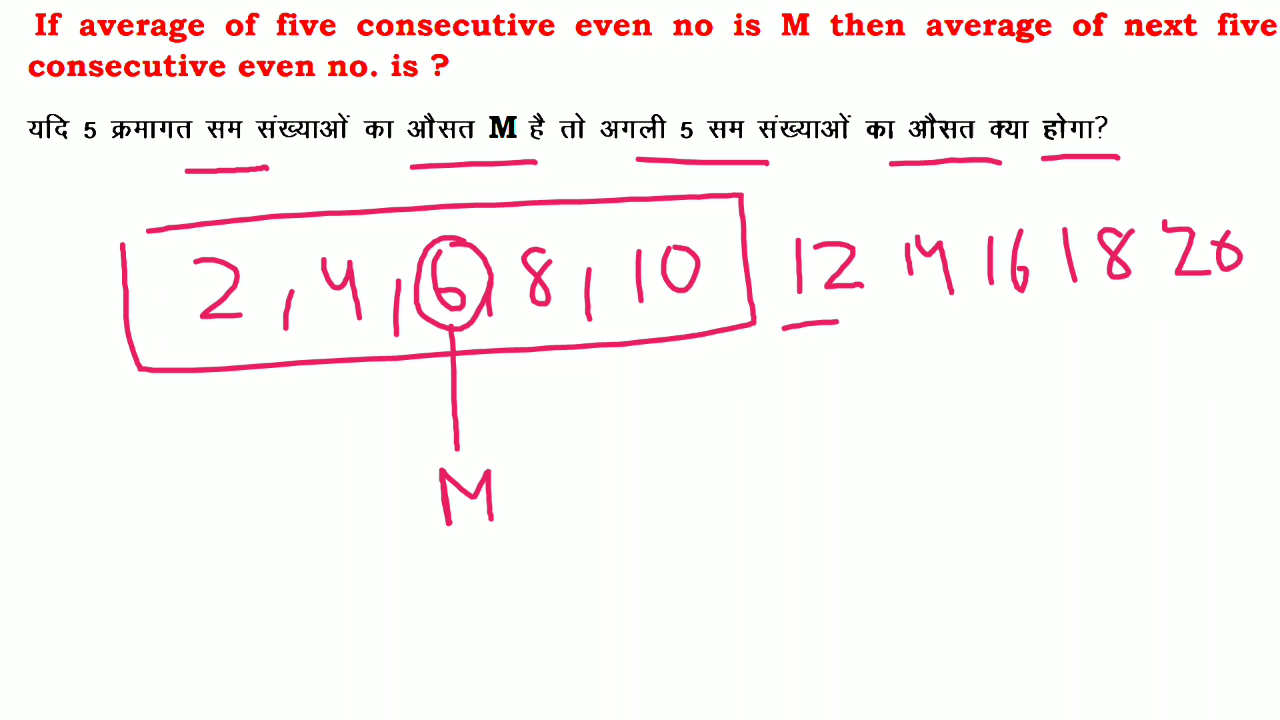 If average of five consecutive even no is M then average of next five
consecutive even no. is ?
यदि 5 क्रमागत सम संख्याओं का औसत M है तो अगली 5 सम संख्याओं का औसत क्या होगा?
2, 4, 6, 8, 10 12 14 16 18 20
M